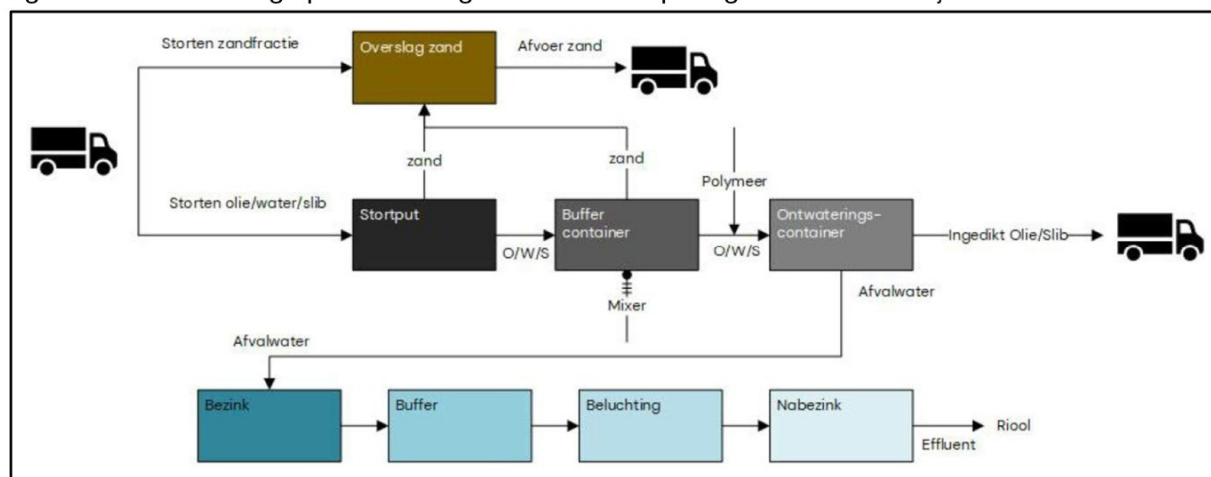 Storten zandfractie
Overslag zand
Afvoer zand
zand
zand
Polymeer
Storten olie/water/slib
Stortput
Buffer
container
Ontwaterings-
container
Ingedikt Olie/Slib
O/W/S
O/W/S
Mixer
Afvalwater
Afvalwater
Bezink
Buffer
Beluchting
Nabezink
Riool
Effluent